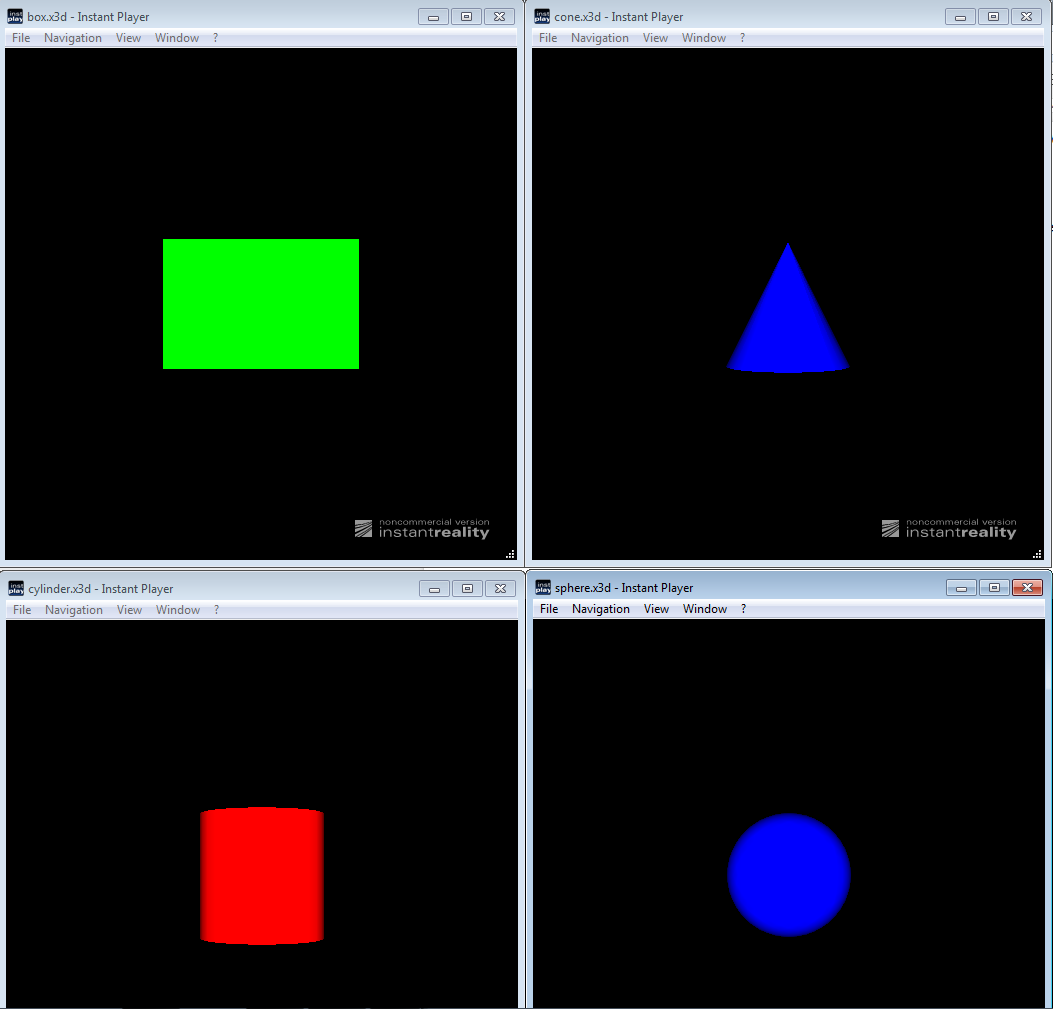 box.x3d - Instant Player
File Navigation View Window ?
noncommercial version
instantreality
cone.x3d - Instant Player
File Navigation View Window ?
noncommercial version
instantreality
cylinder.x3d - Instant Player
File Navigation View Window ?
sphere.x3d - Instant Player
File Navigation View Window ?